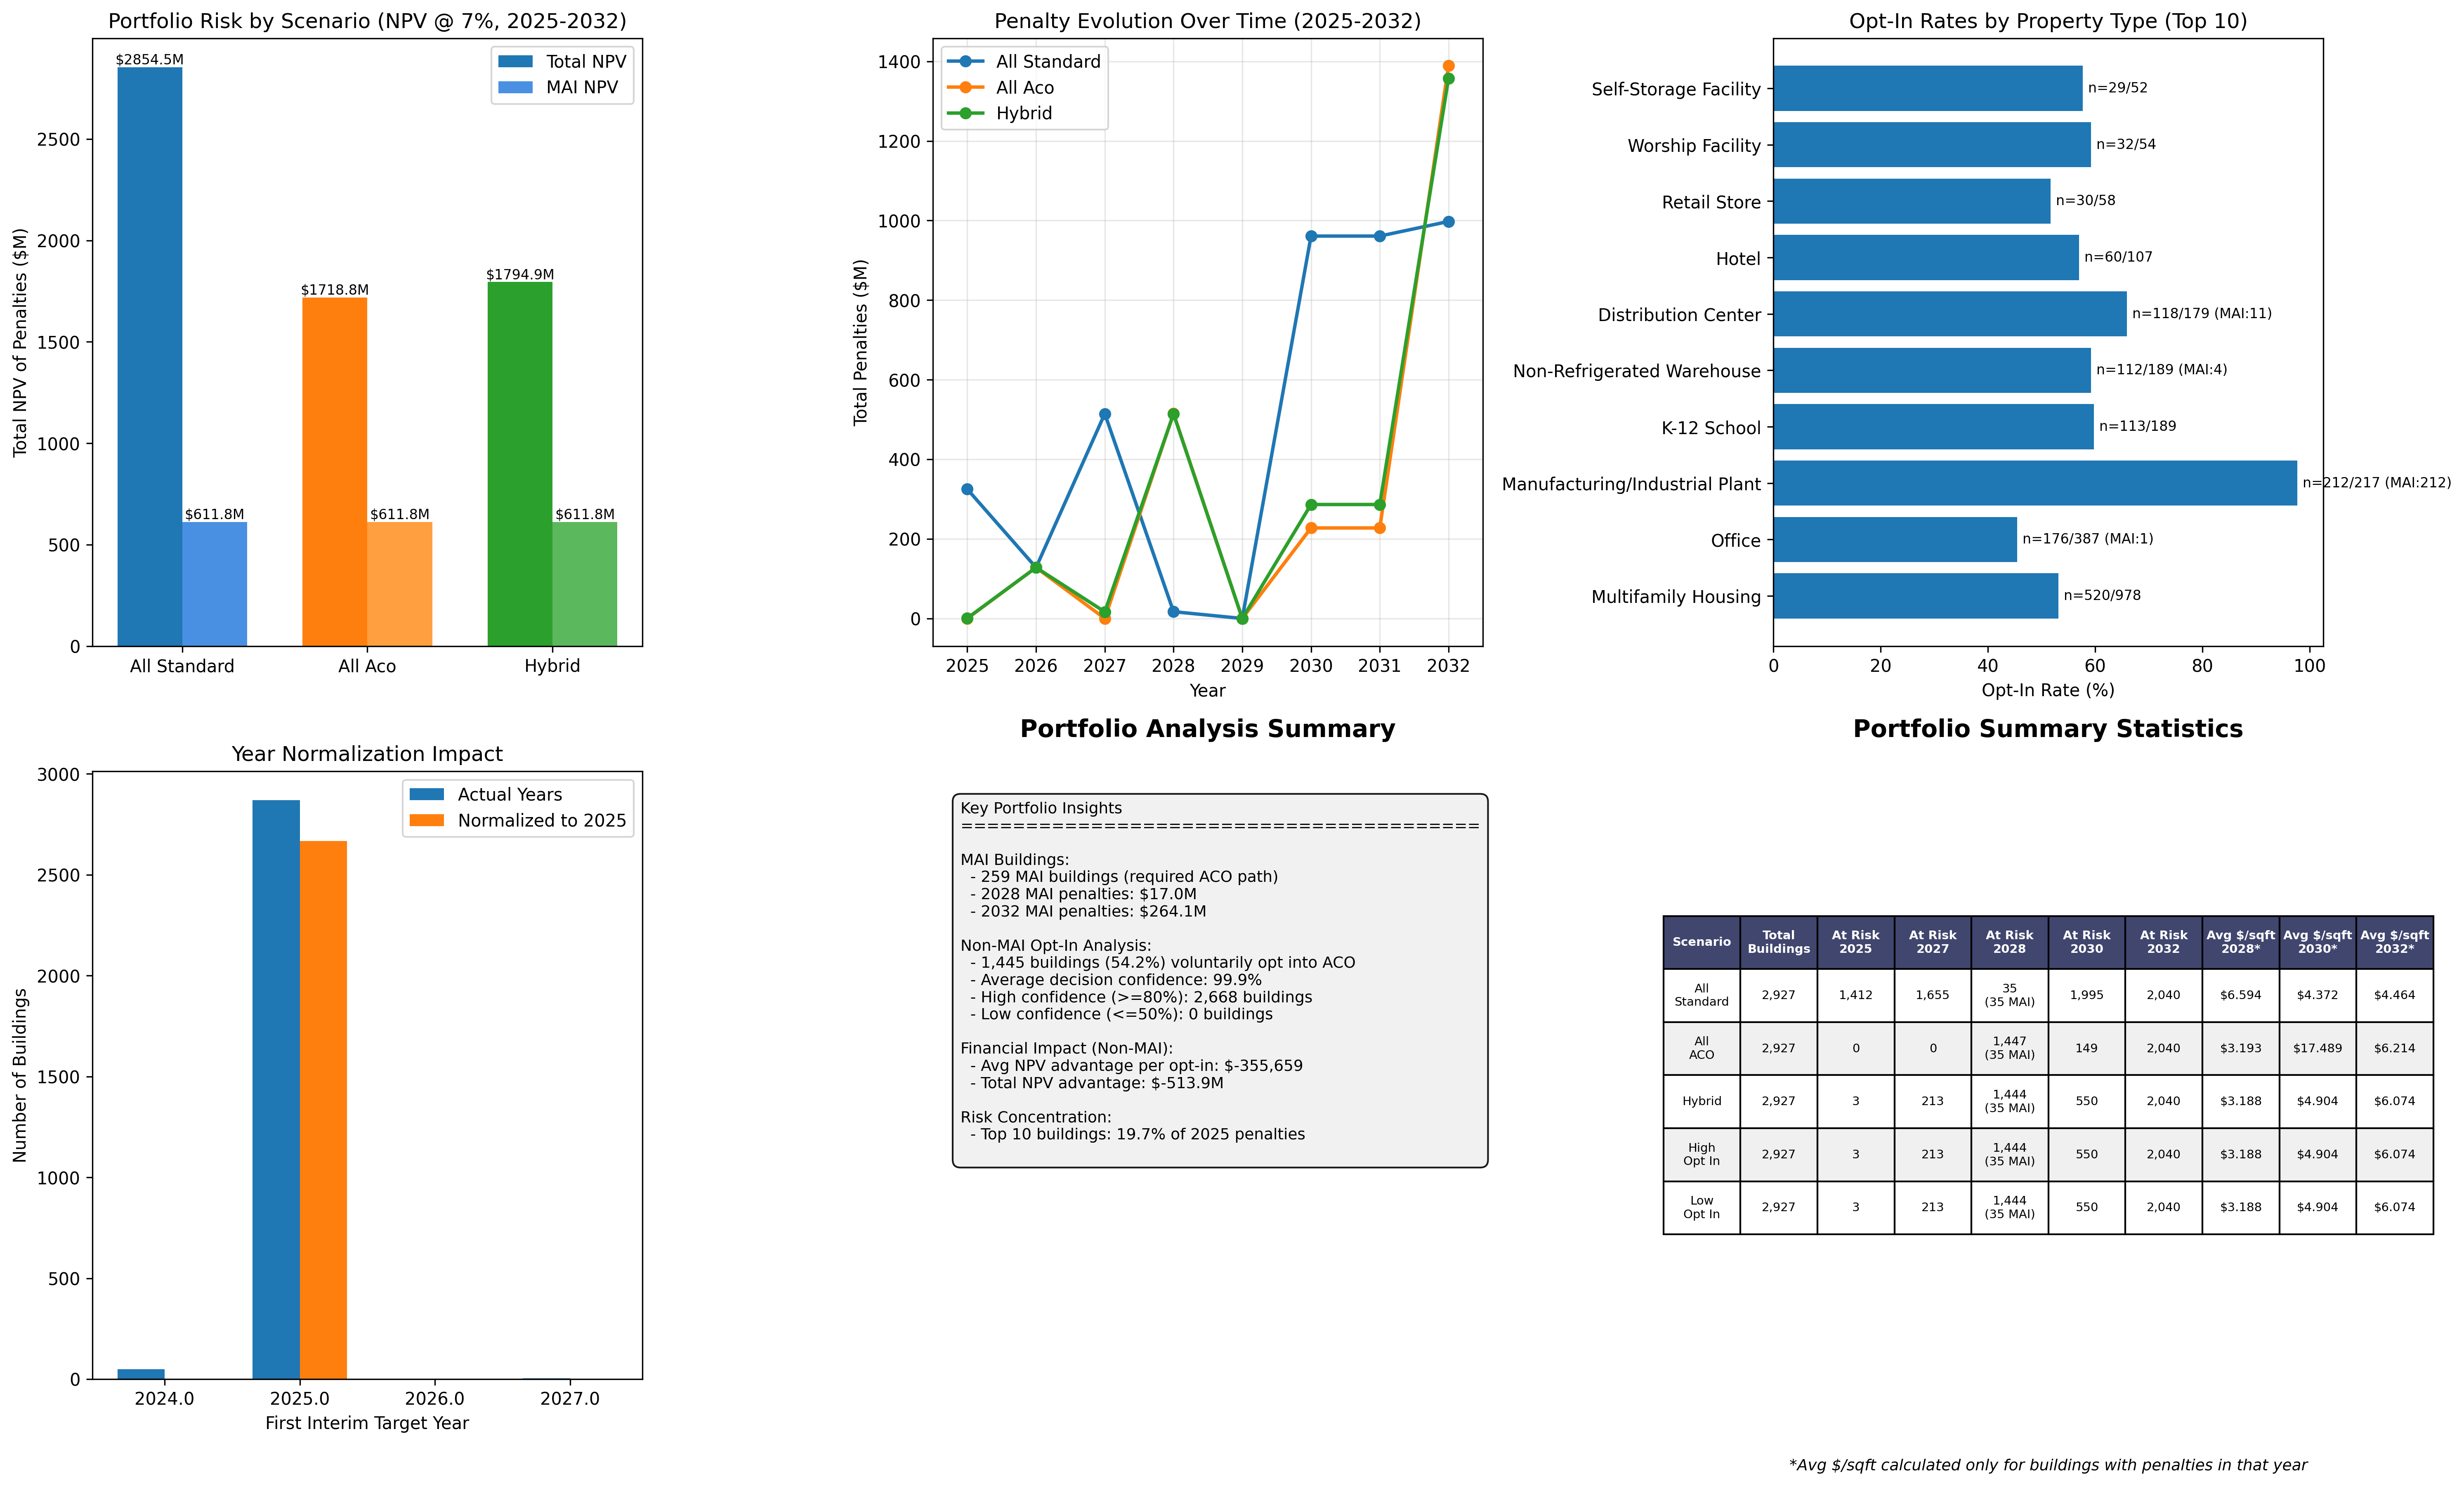 Portfolio Risk by Scenario (NPV @ 7%, 2025-2032)
Total NPV of Penalties ($M)
2500
2000
1500
1000
500
0
$2854.5M
$611.8M
$1718.8M
$611.8M
$1794.9M
$611.8M
Total NPV
MAI NPV
All Standard
All Aco
Hybrid
Penalty Evolution Over Time (2025-2032)
Total Penalties ($M)
1400
1200
1000
800
600
400
200
0
All Standard
All Aco
Hybrid
2025
2026
2027
2028
2029
2030
2031
2032
Year
Opt-In Rates by Property Type (Top 10)
Self-Storage Facility
n=29/52
Worship Facility
n=32/54
Retail Store
n=30/58
Hotel
n=60/107
Distribution Center
n=118/179 (MAI:11)
Non-Refrigerated Warehouse
n=112/189 (MAI:4)
K-12 School
n=113/189
Manufacturing/Industrial Plant
n=212/217 (MAI:212)
Office
n=176/387 (MAI:1)
Multifamily Housing
n=520/978
0
20
40
60
80
100
Opt-In Rate (%)
Year Normalization Impact
Number of Buildings
3000
2500
2000
1500
1000
500
0
Actual Years
Normalized to 2025
2024.0
2025.0
2026.0
2027.0
First Interim Target Year
Portfolio Analysis Summary
Key Portfolio Insights
========================================
MAI Buildings:
- 259 MAI buildings (required ACO path)
- 2028 MAI penalties: $17.0M
- 2032 MAI penalties: $264.1M
Non-MAI Opt-In Analysis:
- 1,445 buildings (54.2%) voluntarily opt into ACO
- Average decision confidence: 99.9%
- High confidence (>=80%): 2,668 buildings
- Low confidence (<=50%): 0 buildings
Financial Impact (Non-MAI):
- Avg NPV advantage per opt-in: $-355,659
- Total NPV advantage: $-513.9M
Risk Concentration:
- Top 10 buildings: 19.7% of 2025 penalties
Portfolio Summary Statistics
Scenario Total Buildings At Risk 2025 At Risk 2027 At Risk 2028 At Risk 2030 At Risk 2032 Avg $/sqft 2028* Avg $/sqft 2030* Avg $/sqft 2032*
All Standard 2,927 1,412 1,655 35 (35 MAI) 1,995 2,040 $6.594 $4.372 $4.464
All ACO 2,927 0 0 1,447 (35 MAI) 149 2,040 $3.193 $17.489 $6.214
Hybrid 2,927 3 213 1,444 (35 MAI) 550 2,040 $3.188 $4.904 $6.074
High Opt In 2,927 3 213 1,444 (35 MAI) 550 2,040 $3.188 $4.904 $6.074
Low Opt In 2,927 3 213 1,444 (35 MAI) 550 2,040 $3.188 $4.904 $6.074
*Avg $/sqft calculated only for buildings with penalties in that year